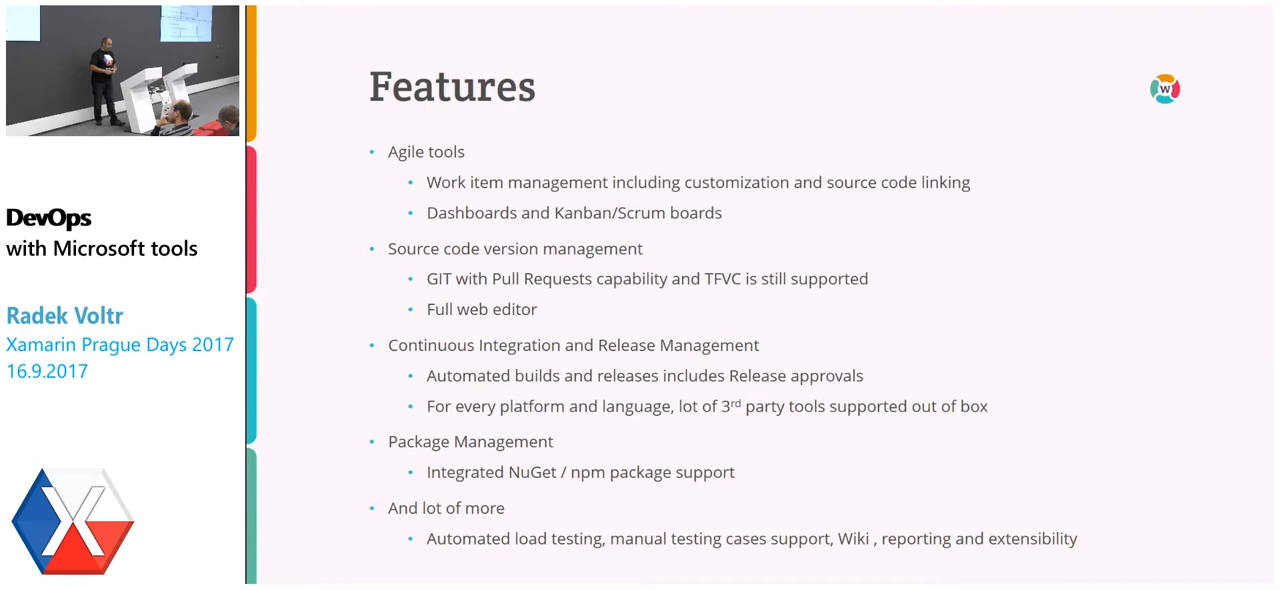 DevOps
with Microsoft tools
Radek Voltr
Xamarin Prague Days 2017
16.9.2017
X
Features
W
• Agile tools
• Work item management including customization and source code linking
• Dashboards and Kanban/Scrum boards
• Source code version management
• GIT with Pull Requests capability and TFVC is still supported
• Full web editor
• Continuous Integration and Release Management
• Automated builds and releases includes Release approvals
• For every platform and language, lot of 3rd party tools supported out of box
• Package Management
• Integrated NuGet / npm package support
• And lot of more
• Automated load testing, manual testing cases support, Wiki , reporting and extensibility